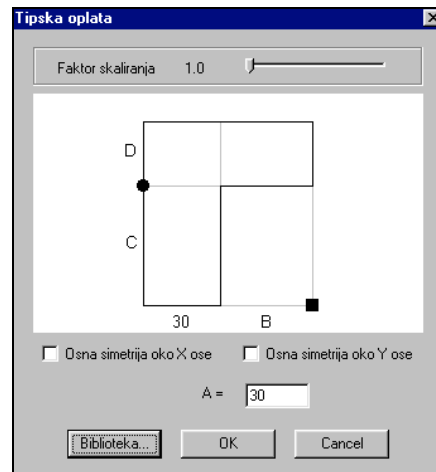 Tipska oplata
Faktor skaliranja 1.0
D
C
30 B
Osna simetrija oko X ose Osna simetrija oko Y ose
A = 30
Biblioteka... OK Cancel